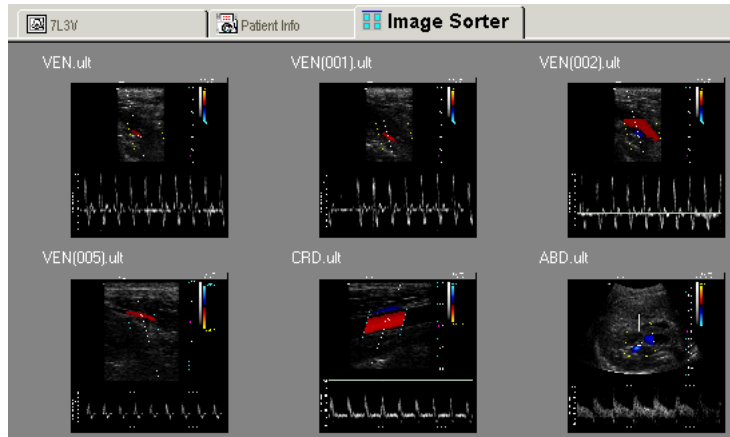 7L3V
Patient Info
Image Sorter
VEN.ult
VEN(001).ult
VEN(002).ult
VEN(005).ult
CRD.ult
ABD.ult